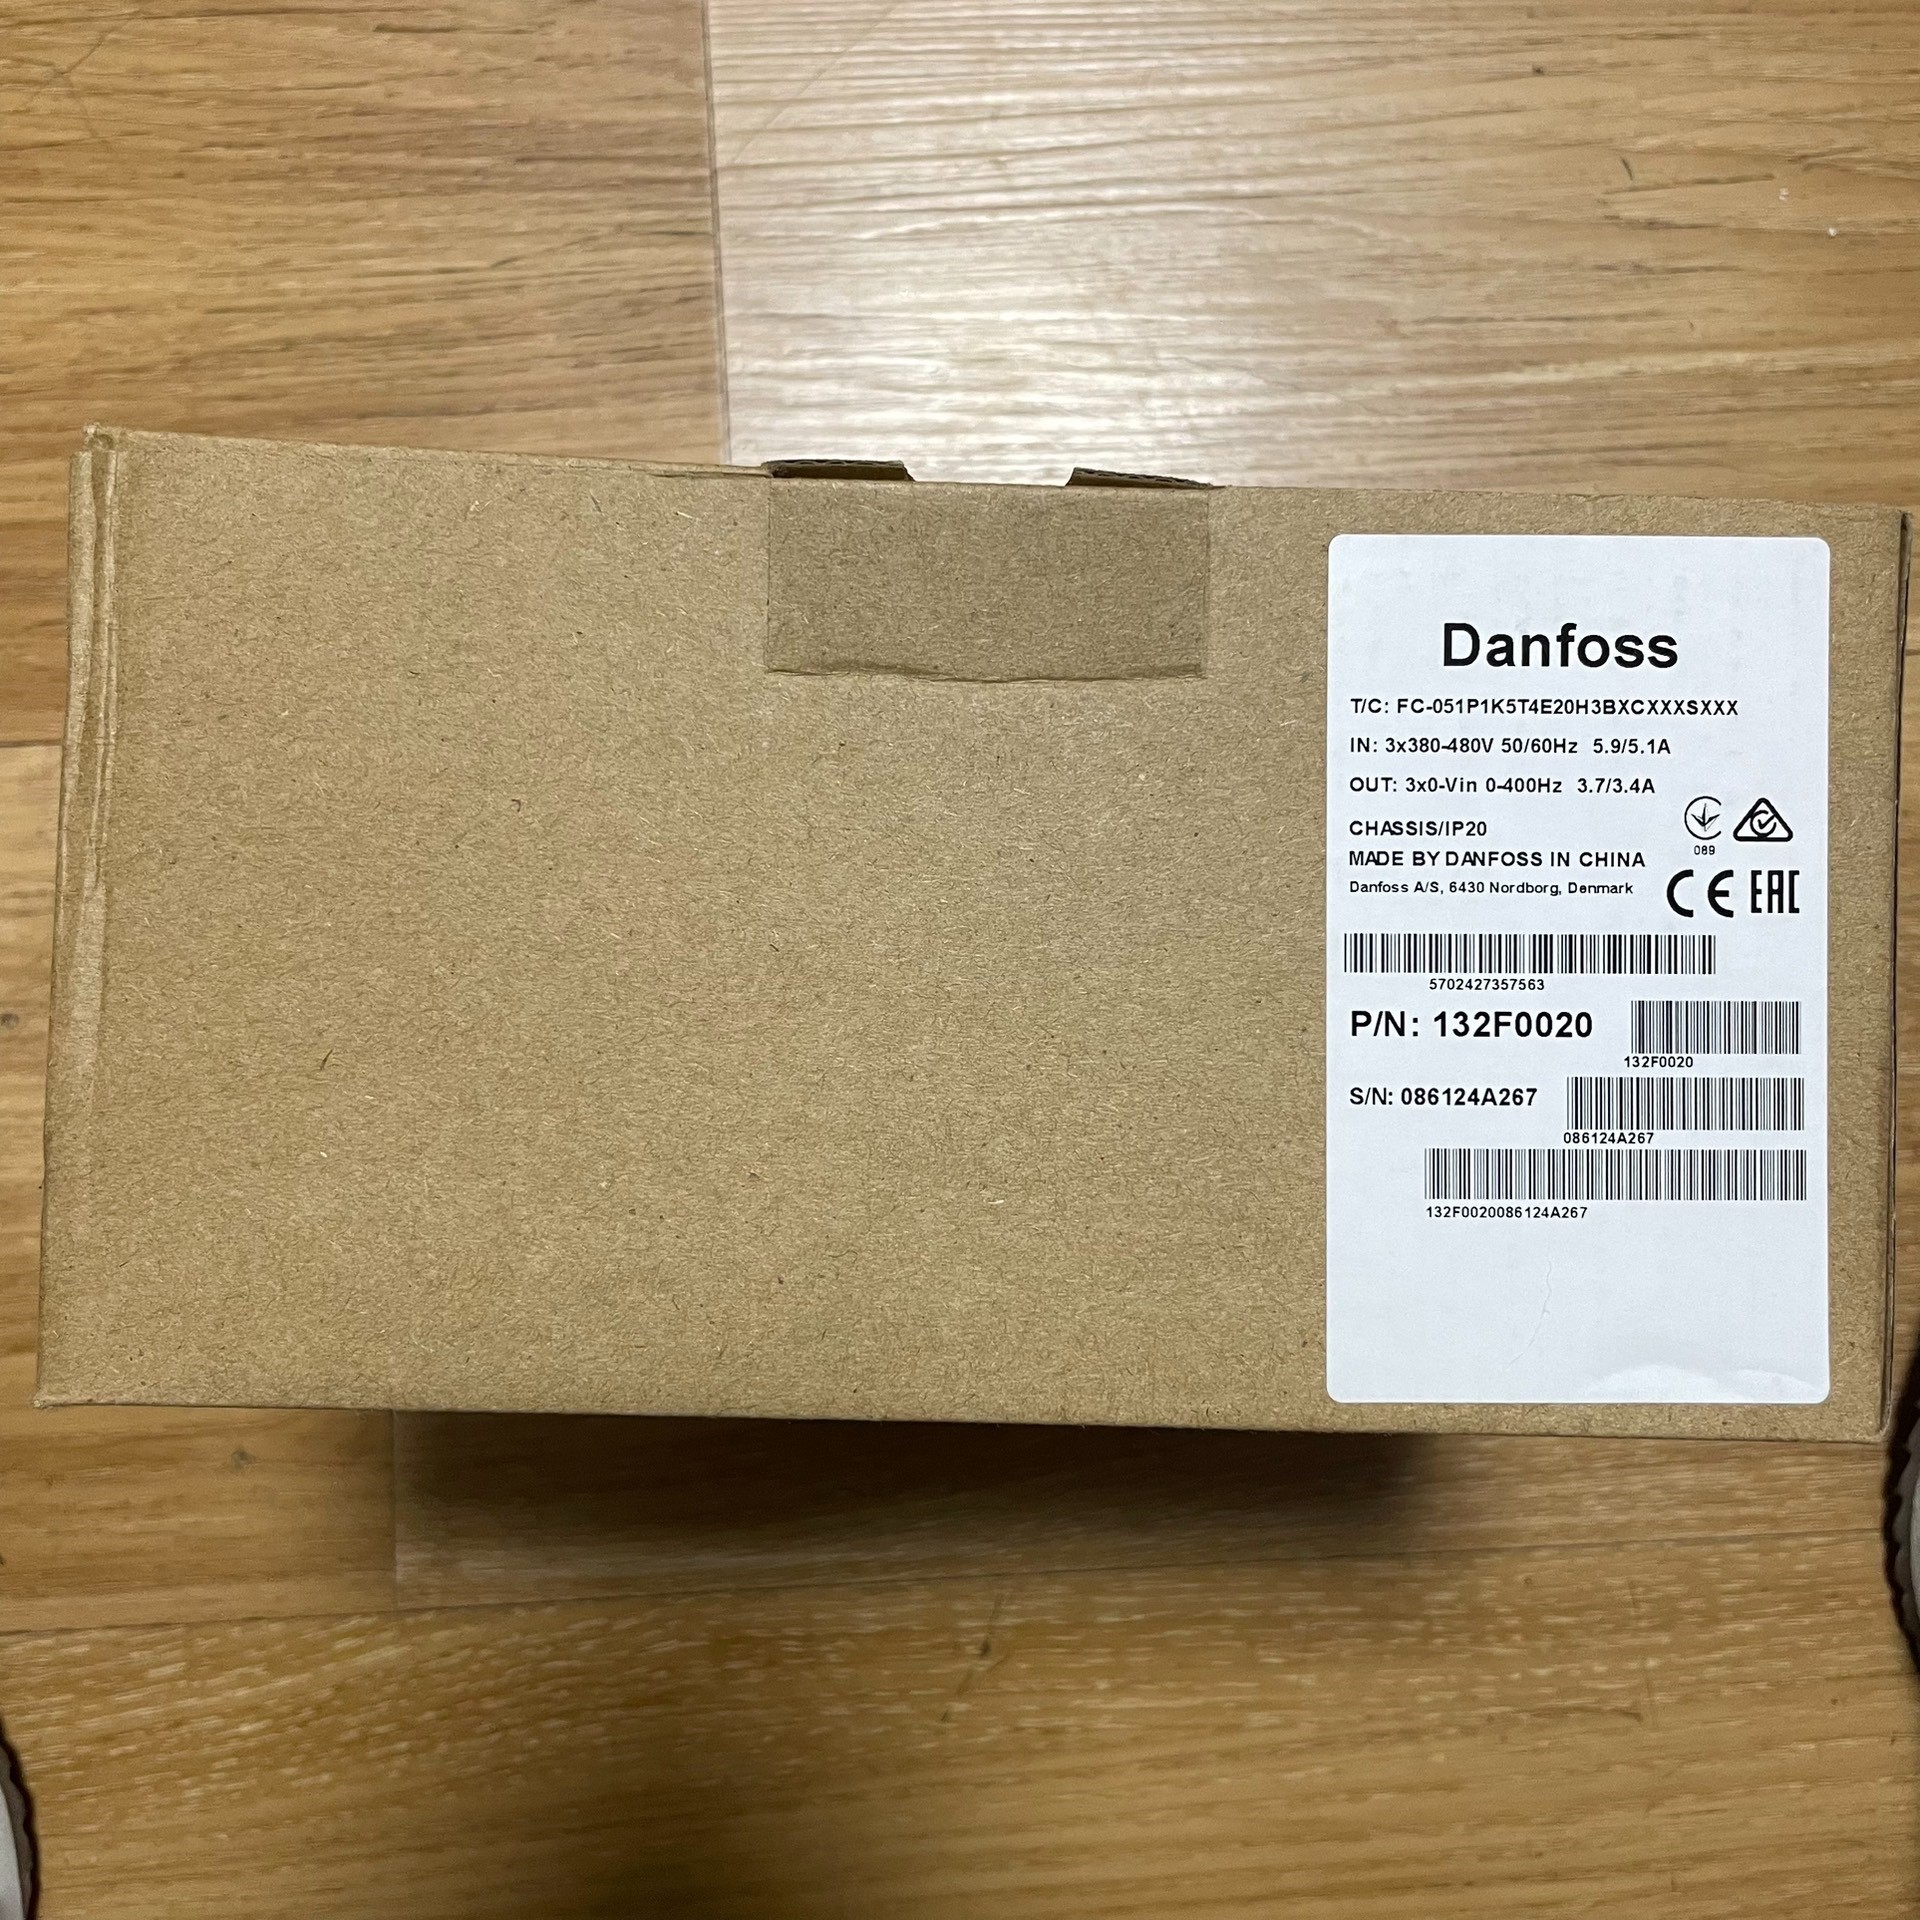 Danfoss
T/C: FC-051P1K5T4E20H3BXCXXXSXXX
IN: 3x380-480V 50/60Hz 5.9/5.1A
OUT: 3x0-Vin 0-400Hz 3.7/3.4A
CHASSIS/IP20
089
MADE BY DANFOSS IN CHINA
Danfoss A/S, 6430 Nordborg, Denmark
CE EAC
5702427357563
P/N: 132F0020
132F0020
S/N: 086124A267
086124A267
132F0020086124A267